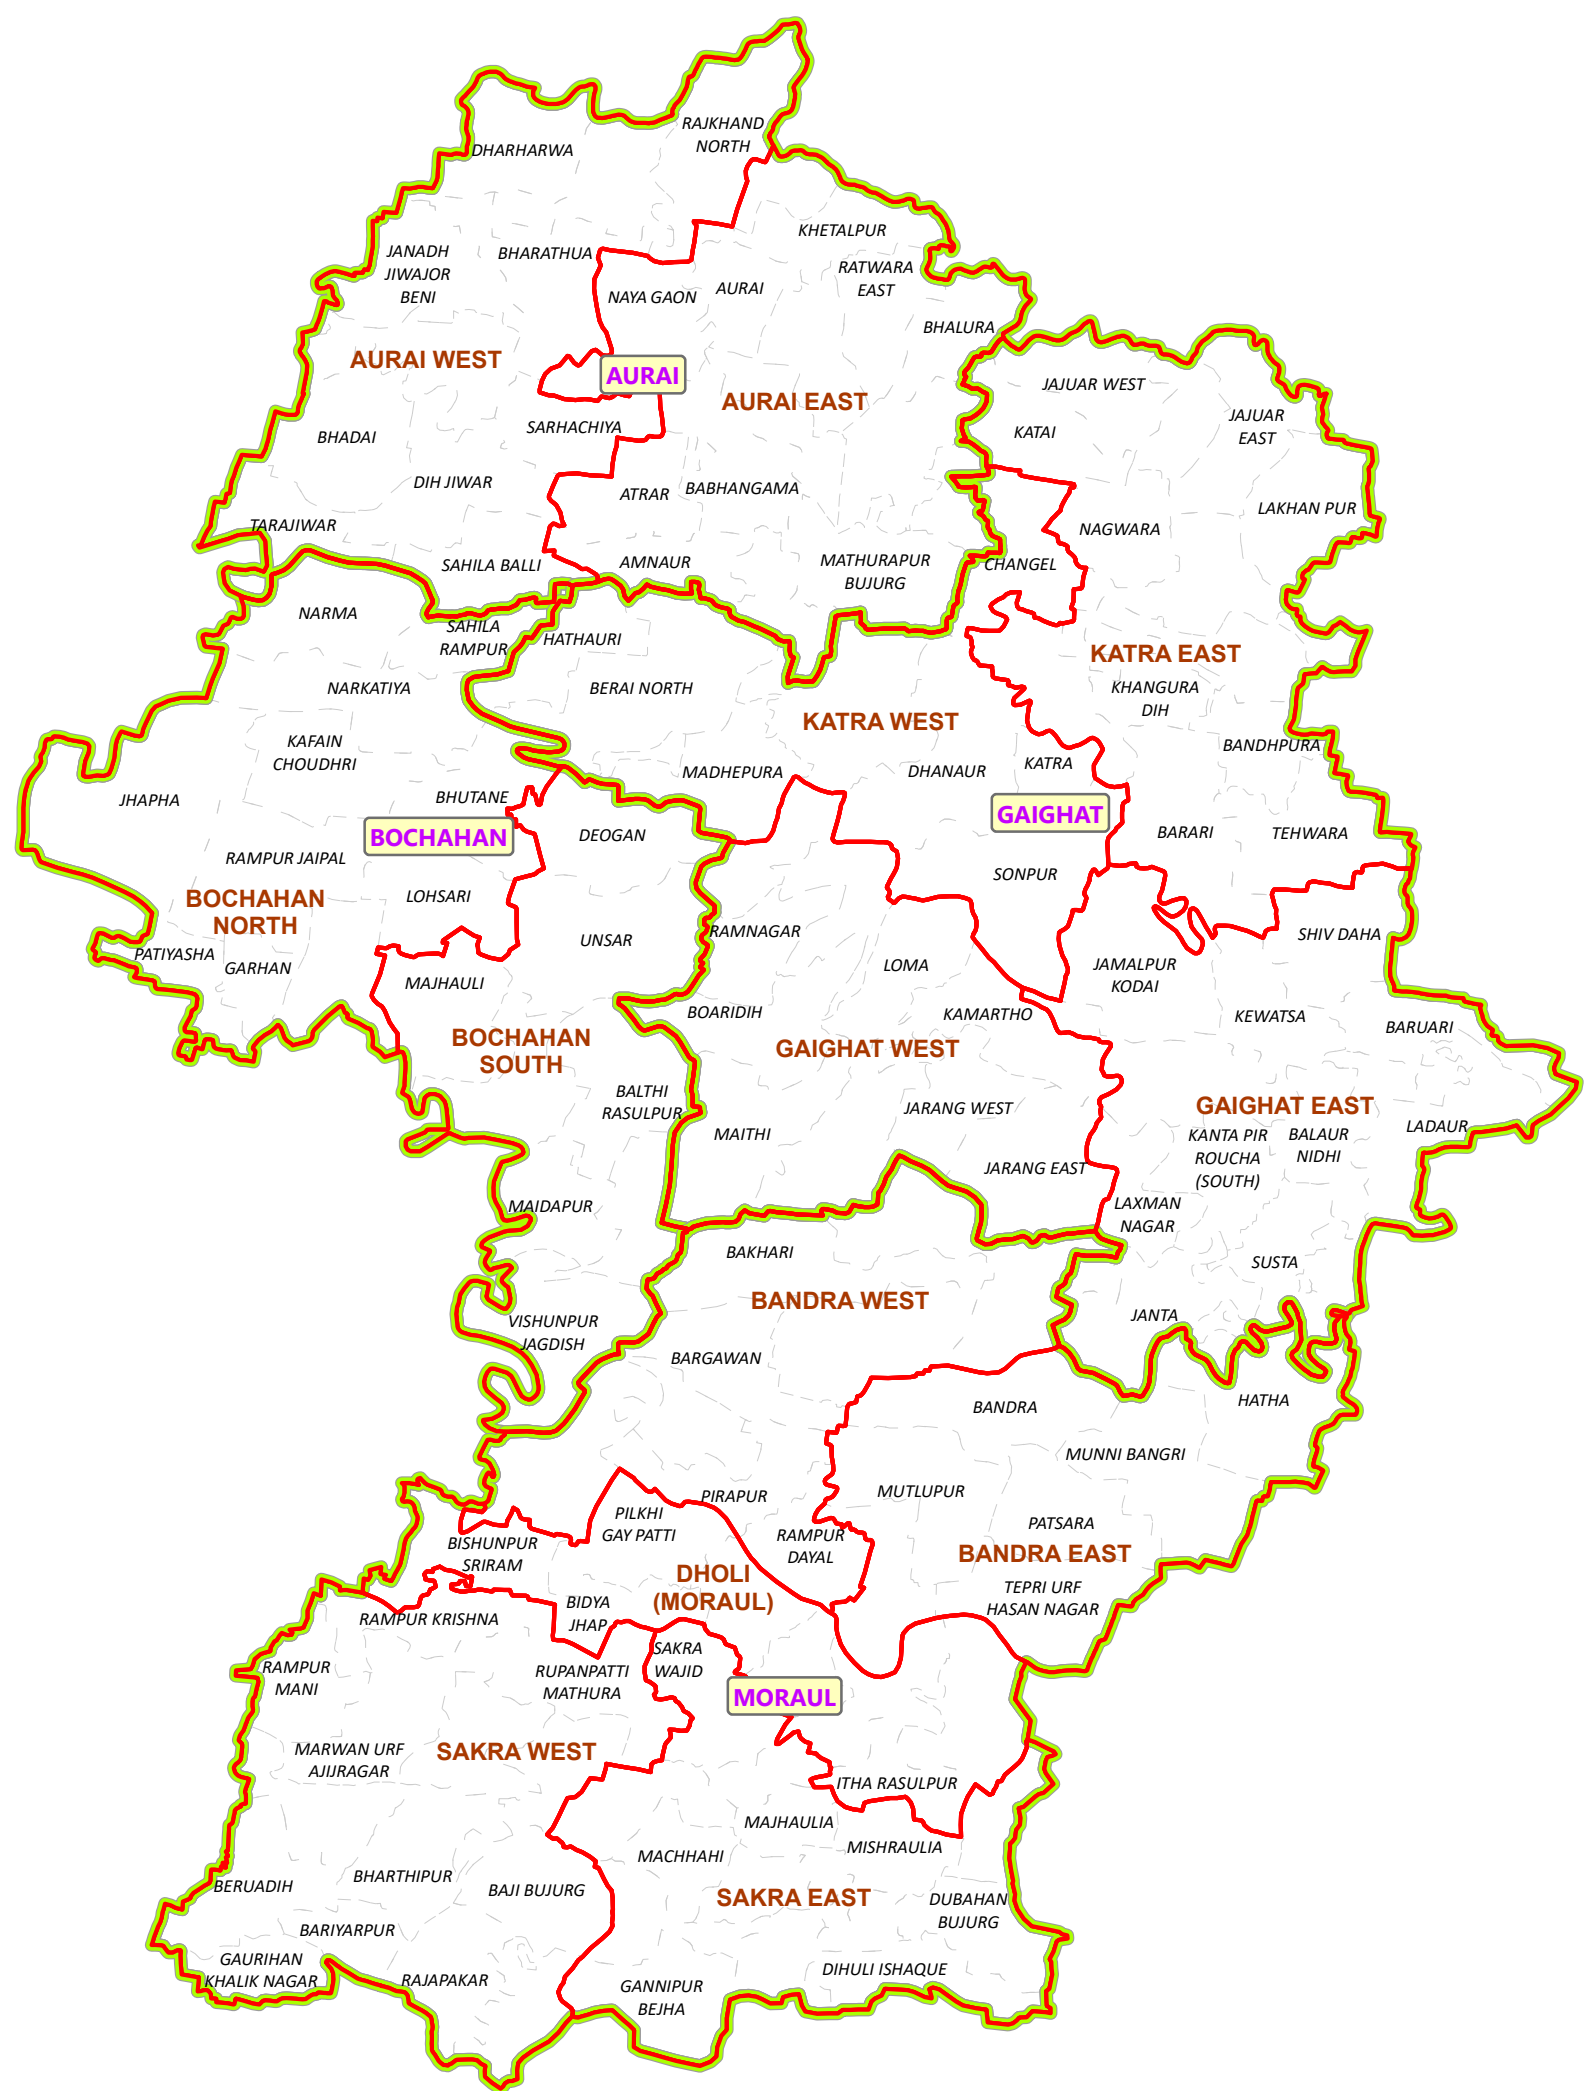 RAJKHAND
NORTH
DHARHARWA
KHETALPUR
JANADH
JIWAJOR
BENI
BHARATHUA
RATWARA
EAST
NAYA GAON
AURAI
BHALURA
AURAI WEST
AURAI
JAJUAR WEST
AURAI EAST
JAJUAR
EAST
SARHACHIYA
KATAI
BHADAI
DIH JIWAR
ATRAR
BABHANGAMA
LAKHAN PUR
TARAJIWAR
NAGWARA
SAHILA BALLI
AMNAUR
MATHURAPUR
BUJURG
CHANGEL
NARMA
SAHILA
RAMPUR
HATHAURI
KATRA EAST
NARKATIYA
BERAI NORTH
KHANGURA
DIH
KATRA WEST
KAFAIN
CHOUDHRI
BANDHPURA
MADHEPURA
DHANAUR
KATRA
JHAPHA
BHUTANE
GAIGHAT
BOCHAHAN
DEOGAN
BARARI
TEHWARA
RAMPUR JAIPAL
SONPUR
LOHSARI
BOCHAHAN
NORTH
UNSAR
RAMNAGAR
SHIV DAHA
PATIYASHA
GARHAN
LOMA
JAMALPUR
KODAI
MAJHAULI
BOARIDIH
KAMARTHO
KEWATSA
BARUARI
BOCHAHAN
SOUTH
GAIGHAT WEST
BALTHI
RASULPUR
JARANG WEST
GAIGHAT EAST
LADAUR
MAITHI
KANTA PIR
ROUCHA
(SOUTH)
BALAUR
NIDHI
JARANG EAST
MAIDAPUR
LAXMAN
NAGAR
BAKHARI
SUSTA
BANDRA WEST
VISHUNPUR
JAGDISH
JANTA
BARGAWAN
BANDRA
HATHA
MUNNI BANGRI
PIRAPUR
MUTLUPUR
PILKHI
GAY PATTI
PATSARA
BISHUNPUR
SRIRAM
RAMPUR
DAYAL
BANDRA EAST
DHOLI
(MORAUL)
TEPRI URF
HASAN NAGAR
BIDYA
JHAP
RAMPUR KRISHNA
SAKRA
WAJID
RAMPUR
MANI
RUPANPATTI
MATHURA
MORAUL
MARWAN URF
AJIJRAGAR
SAKRA WEST
ITHA RASULPUR
MAJHAULIA
MISHRAULIA
MACHHAHI
BERUADIH
BHARTHIPUR
BAJI BUJURG
SAKRA EAST
DUBAHAN
BUJURG
BARIYARPUR
GAURIHAN
KHALIK NAGAR
RAJAPAKAR
DIHULI ISHAQUE
GANNIPUR
BEJHA